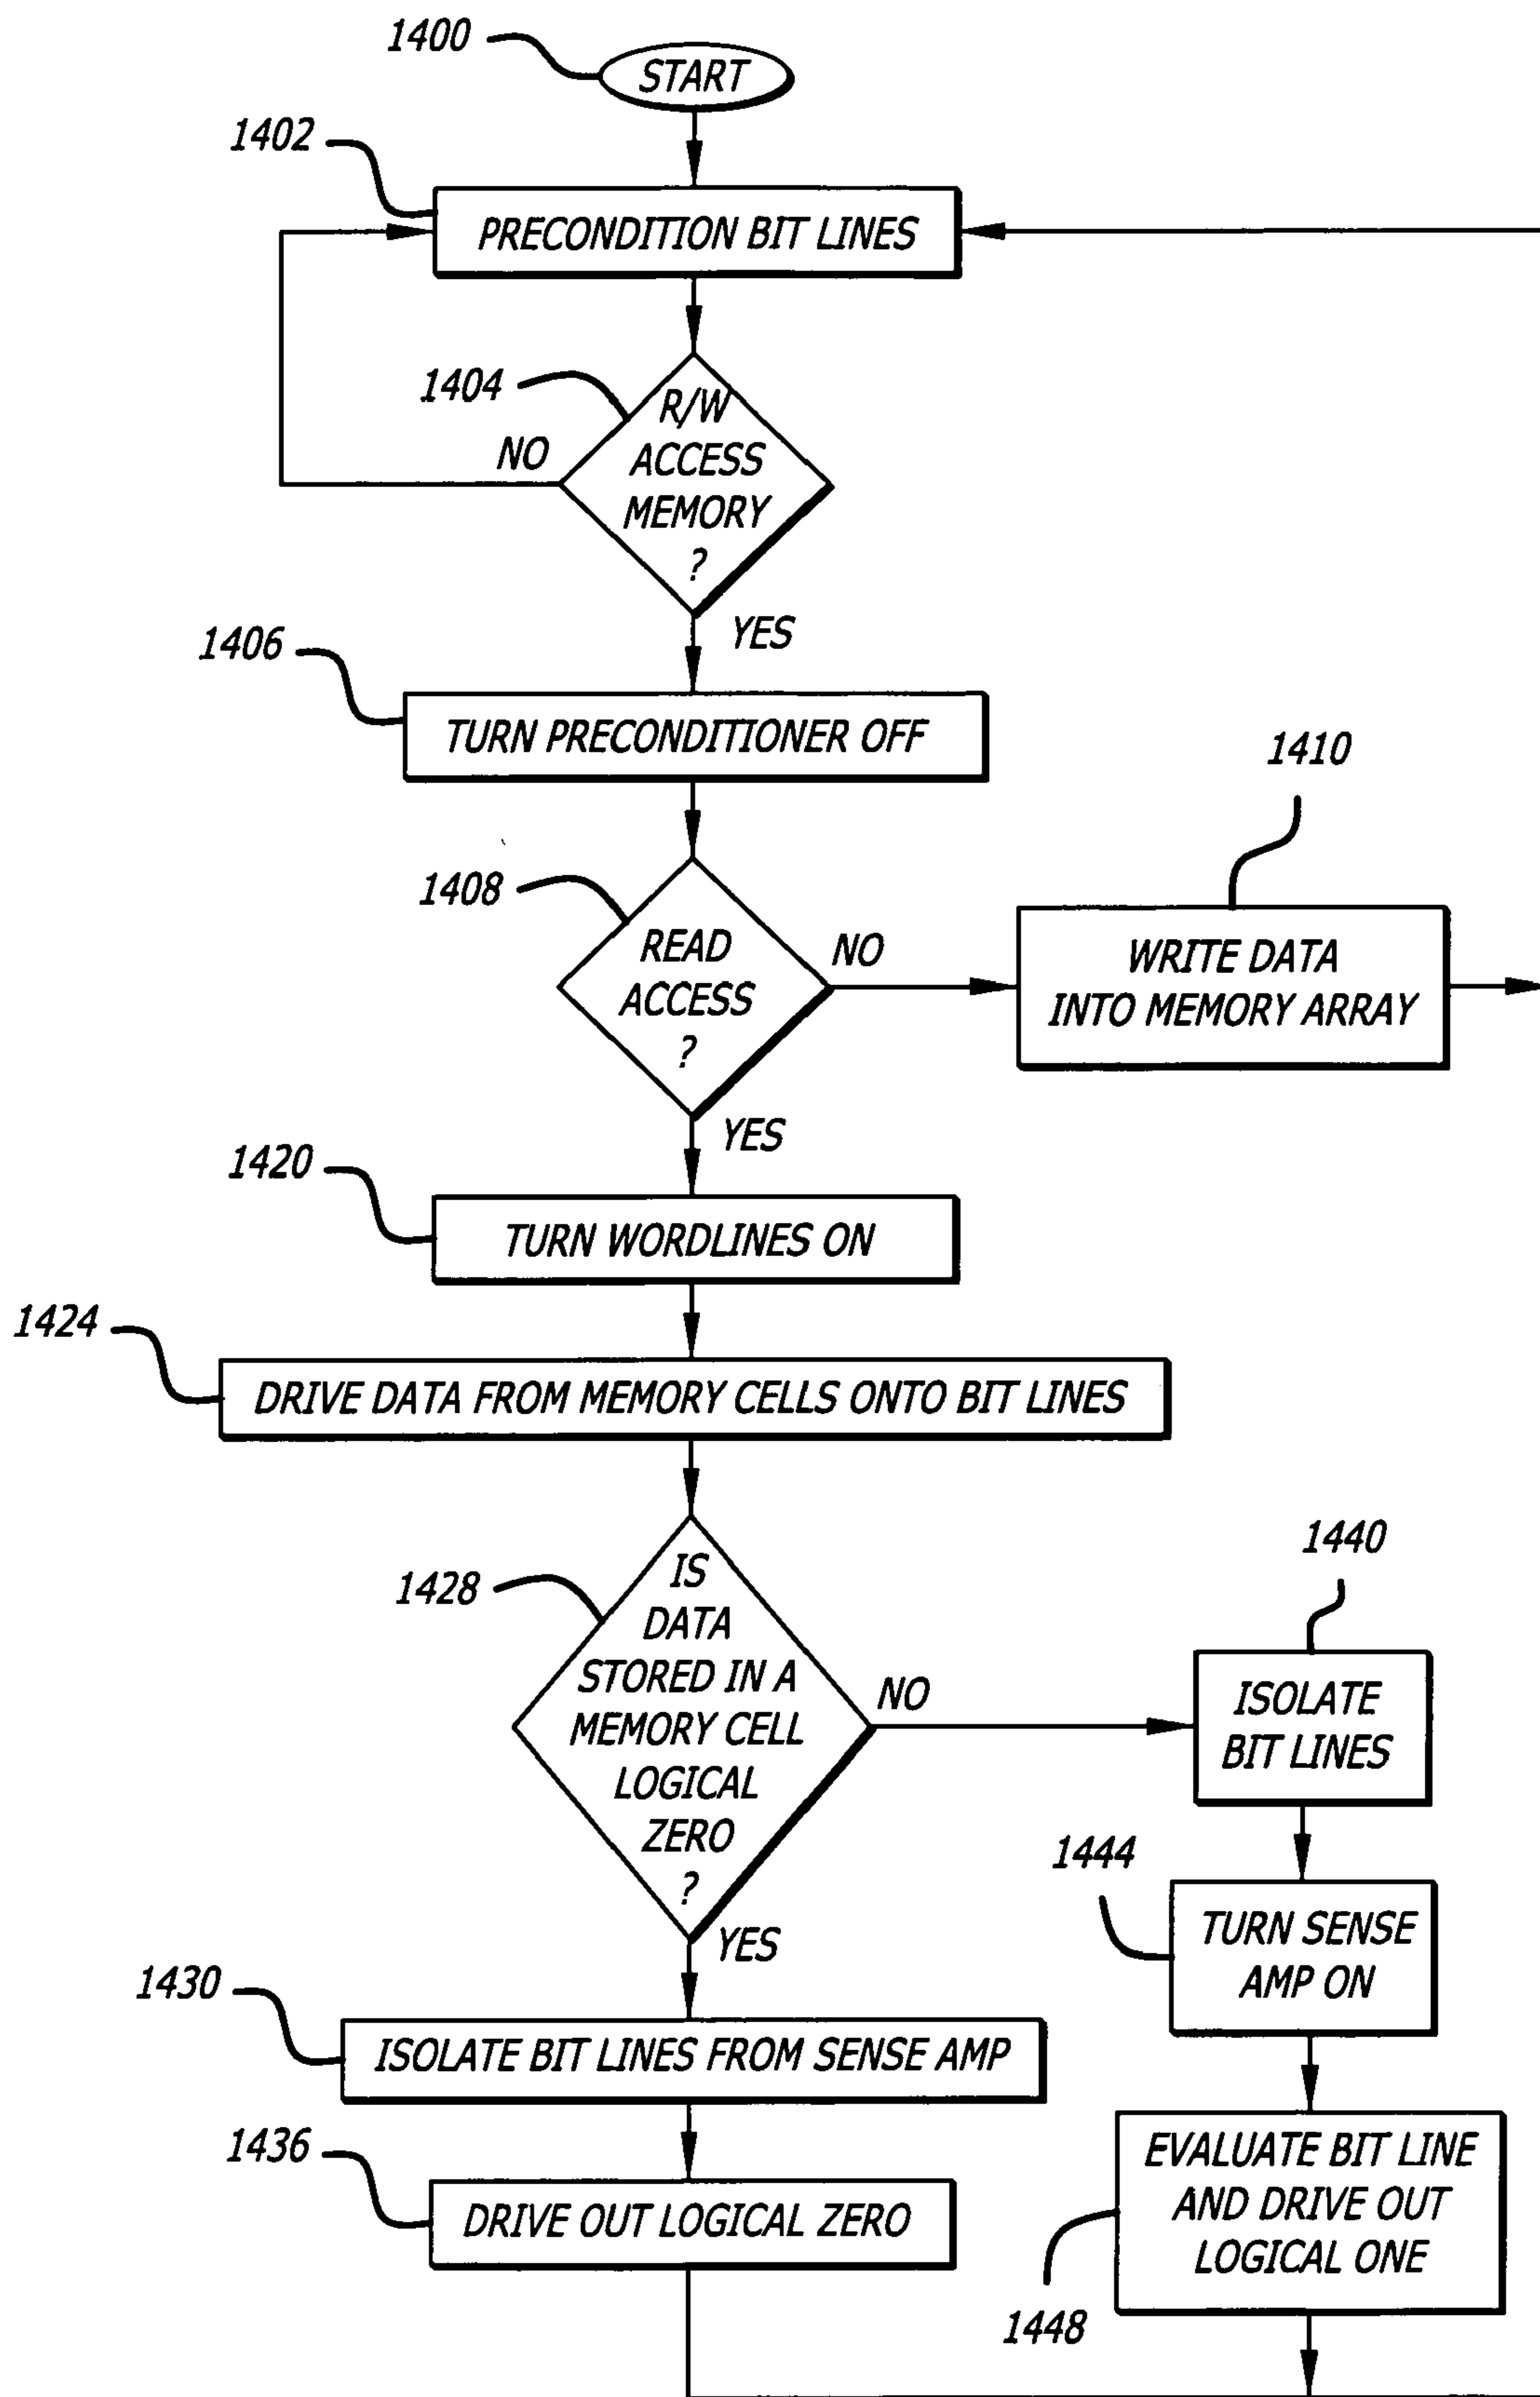 1400
START
1402
PRECONDITION BIT LINES
1404
R/W
ACCESS
MEMORY
?
NO
YES
1406
TURN PRECONDITIONER OFF
1408
READ
ACCESS
?
NO
1410
WRITE DATA
INTO MEMORY ARRAY
YES
1420
TURN WORDLINES ON
1424
DRIVE DATA FROM MEMORY CELLS ONTO BIT LINES
1428
IS
DATA
STORED IN A
MEMORY CELL
LOGICAL
ZERO
?
NO
1440
ISOLATE
BIT LINES
1444
TURN SENSE
AMP ON
YES
1430
ISOLATE BIT LINES FROM SENSE AMP
1436
DRIVE OUT LOGICAL ZERO
EVALUATE BIT LINE
AND DRIVE OUT
LOGICAL ONE
1448